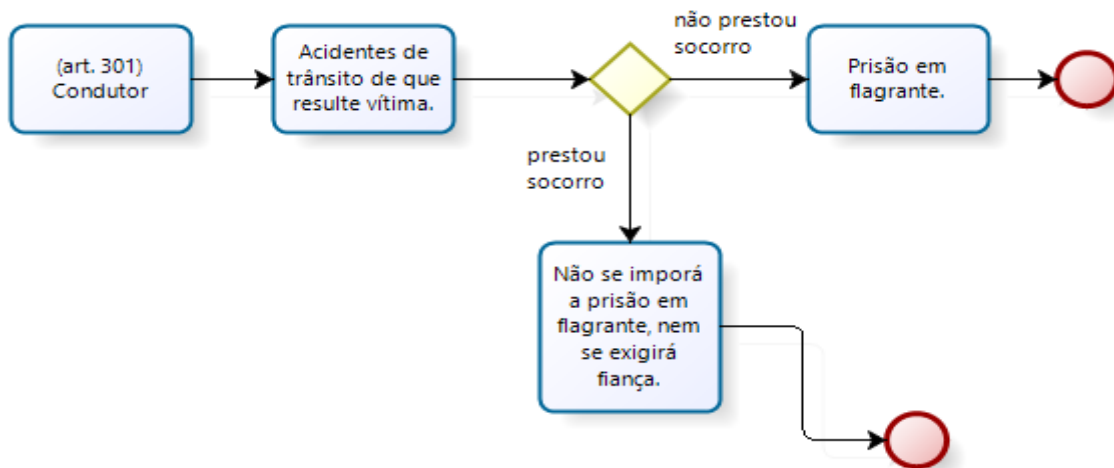 (art. 301)
Condutor
Acidentes de
trânsito de que
resulte vítima.
não prestou
socorro
Prisão em
flagrante.
prestou
socorro
Não se imporá
a prisão em
flagrante, nem
se exigirá
fiança.